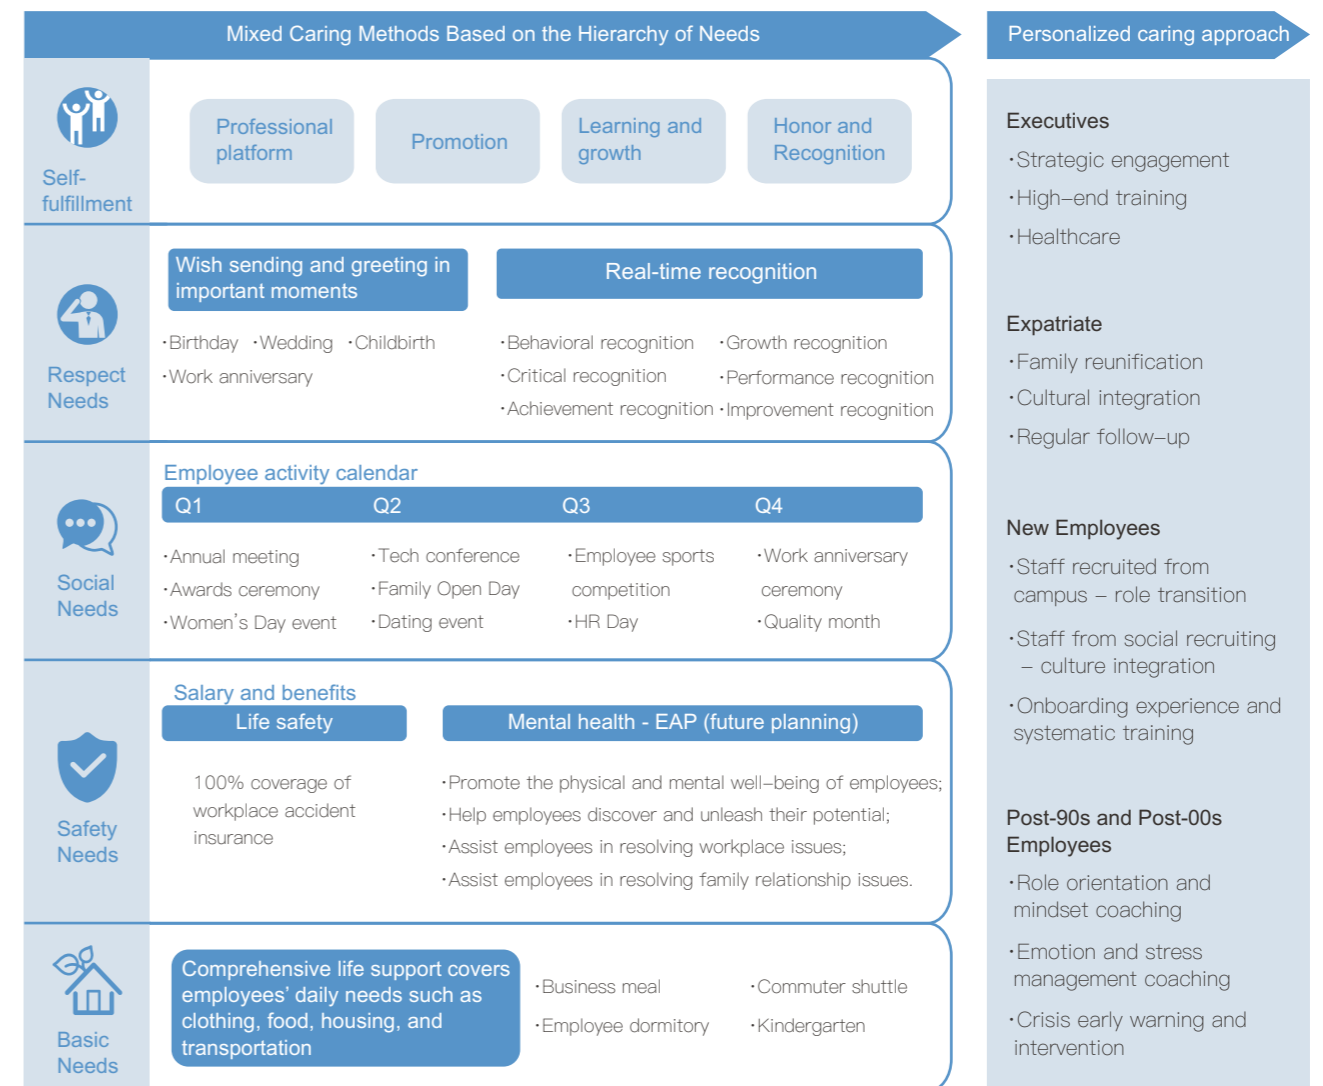 Mixed Caring Methods Based on the Hierarchy of Needs
Self-
fulfillment
Professional
platform
Promotion
Learning and
growth
Honor and
Recognition
Respect
Needs
Wish sending and greeting in
important moments
·Birthday ·Wedding ·Childbirth
·Work anniversary
Real-time recognition
·Behavioral recognition ·Growth recognition
·Critical recognition ·Performance recognition
·Achievement recognition ·Improvement recognition
Social
Needs
Employee activity calendar
Q1 Q2 Q3 Q4
·Annual meeting
·Awards ceremony
·Women's Day event
·Tech conference
·Family Open Day
·Dating event
·Employee sports
competition
·HR Day
·Work anniversary
ceremony
·Quality month
Safety
Needs
Salary and benefits
Life safety
100% coverage of
workplace accident
insurance
Mental health - EAP (future planning)
·Promote the physical and mental well–being of employees;
·Help employees discover and unleash their potential;
·Assist employees in resolving workplace issues;
·Assist employees in resolving family relationship issues.
Basic
Needs
Comprehensive life support covers
employees' daily needs such as
clothing, food, housing, and
transportation
·Business meal ·Commuter shuttle
·Employee dormitory ·Kindergarten
Personalized caring approach
Executives
·Strategic engagement
·High–end training
·Healthcare
Expatriate
·Family reunification
·Cultural integration
·Regular follow–up
New Employees
·Staff recruited from
campus – role transition
·Staff from social recruiting
– culture integration
·Onboarding experience and
systematic training
Post-90s and Post-00s
Employees
·Role orientation and
mindset coaching
·Emotion and stress
management coaching
·Crisis early warning and
intervention